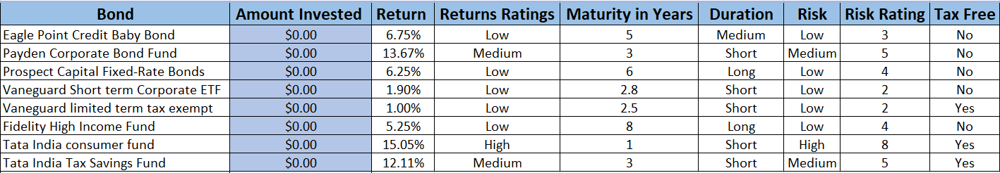 Bond Amount Invested Return Returns Ratings Maturity in Years Duration Risk Risk Rating Tax Free
Eagle Point Credit Baby Bond $0.00 6.75% Low 5 Medium Low 3 No
Payden Corporate Bond Fund $0.00 13.67% Medium 3 Short Medium 5 No
Prospect Capital Fixed-Rate Bonds $0.00 6.25% Low 6 Long Low 4 No
Vaneguard Short term Corporate ETF $0.00 1.90% Low 2.8 Short Low 2 No
Vaneguard limited term tax exempt $0.00 1.00% Low 2.5 Short Low 2 Yes
Fidelity High Income Fund $0.00 5.25% Low 8 Long Low 4 No
Tata India consumer fund $0.00 15.05% High 1 Short High 8 Yes
Tata India Tax Savings Fund $0.00 12.11% Medium 3 Short Medium 5 Yes